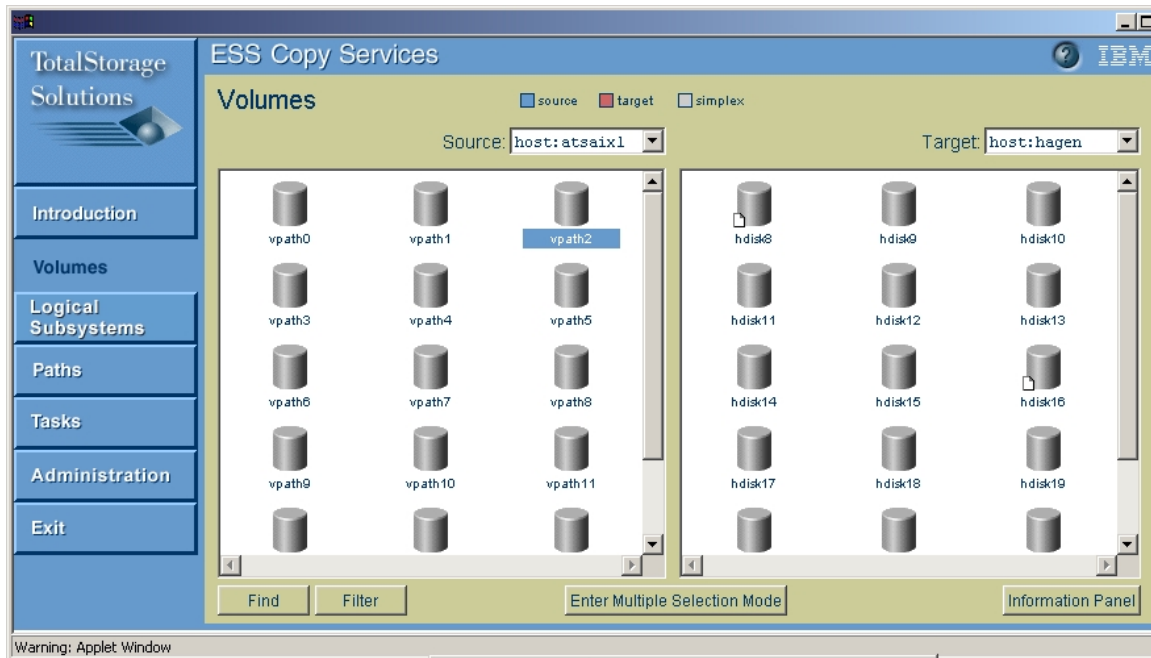 TotalStorage
Solutions
ESS Copy Services
? IBM
Volumes
source target simplex
Source: host:atsaix1
Target: host:hagen
Introduction
Volumes
Logical
Subsystems
Paths
Tasks
Administration
Exit
vpath0 vpath1 vpath2
vpath3 vpath4 vpath5
vpath6 vpath7 vpath8
vpath9 vpath10 vpath11
hdisk8 hdisk9 hdisk10
hdisk11 hdisk12 hdisk13
hdisk14 hdisk15 hdisk16
hdisk17 hdisk18 hdisk19
Find Filter Enter Multiple Selection Mode Information Panel
Warning: Applet Window